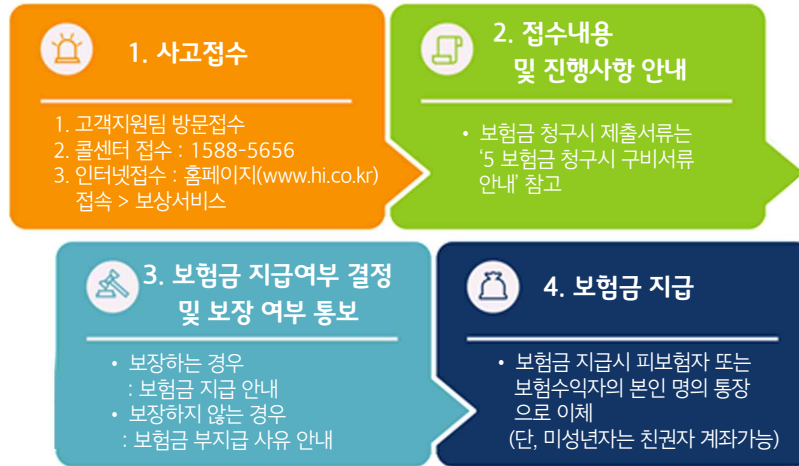 1. 사고접수
1. 고객지원팀 방문접수
2. 콜센터 접수 : 1588-5656
3. 인터넷접수 : 홈페이지(www.hi.co.kr)
접속 > 보상서비스
2. 접수내용
및 진행사항 안내
• 보험금 청구시 제출서류는
‘5 보험금 청구시 구비서류
안내’ 참고
3. 보험금 지급여부 결정
및 보장 여부 통보
• 보장하는 경우
: 보험금 지급 안내
• 보장하지 않는 경우
: 보험금 부지급 사유 안내
4. 보험금 지급
• 보험금 지급시 피보험자 또는
보험수익자의 본인 명의 통장
으로 이체
(단, 미성년자는 친권자 계좌가능)